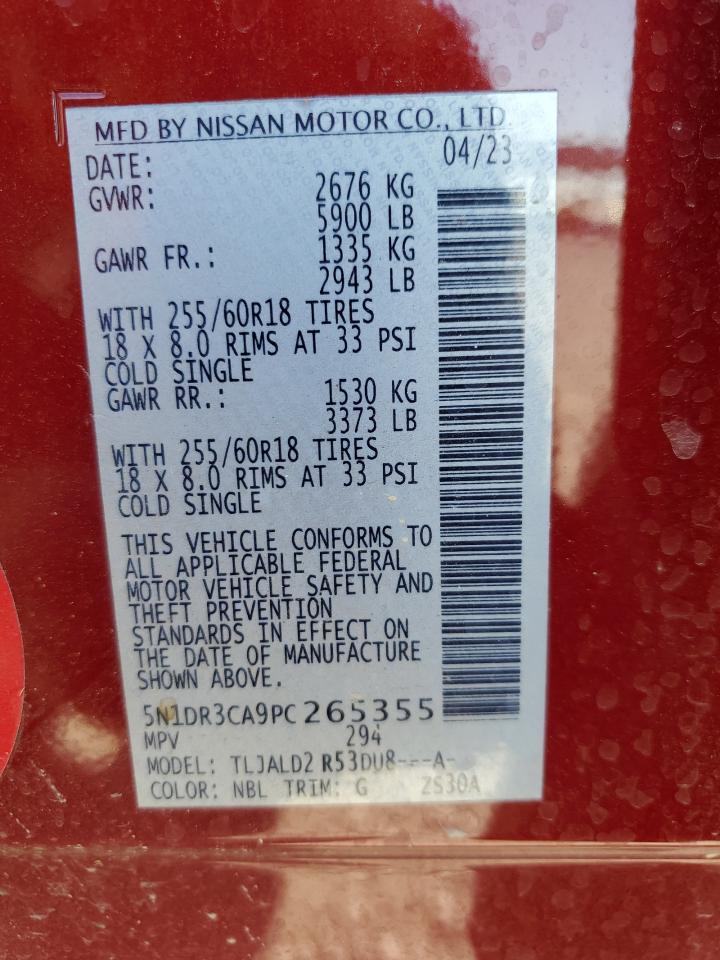 MFD BY NISSAN MOTOR CO., LTD.
DATE: 04/23
GVWR: 2676 KG
5900 LB
GAWR FR.: 1335 KG
2943 LB
WITH 255/60R18 TIRES
18 X 8.0 RIMS AT 33 PSI
COLD SINGLE
GAWR RR.: 1530 KG
3373 LB
WITH 255/60R18 TIRES
18 X 8.0 RIMS AT 33 PSI
COLD SINGLE
THIS VEHICLE CONFORMS TO
ALL APPLICABLE FEDERAL
MOTOR VEHICLE SAFETY AND
THEFT PREVENTION
STANDARDS IN EFFECT ON
THE DATE OF MANUFACTURE
SHOWN ABOVE.
5N1DR3CA9PC265355
MPV 294
MODEL: TLJALD2 R53DU8---A-
COLOR: NBL TRIM: G ZS30A